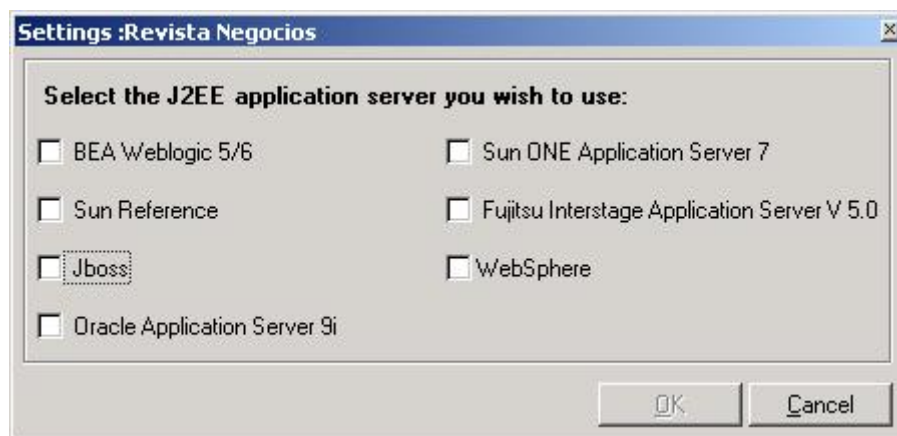 Settings :Revista Negocios
Select the J2EE application server you wish to use:
BEA Weblogic 5/6
Sun ONE Application Server 7
Sun Reference
Fujitsu Interstage Application Server V 5.0
Jboss
WebSphere
Oracle Application Server 9i
OK
Cancel